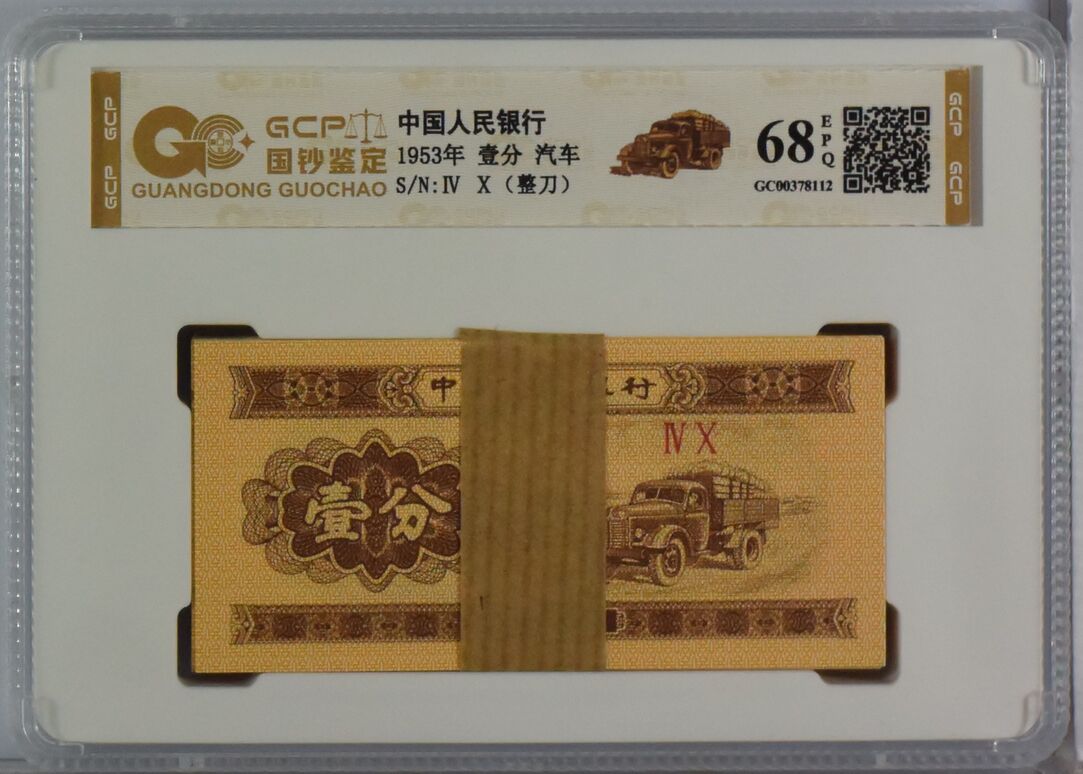 GCP
GCP
GCP
国钞鉴定
GUANGDONG GUOCHAO
中国人民银行
1953年 壹分 汽车
S/N:Ⅳ Ⅹ（整刀）
68
EPQ
GC00378112
GCP
GCP
中
行
ⅣⅩ
壹分